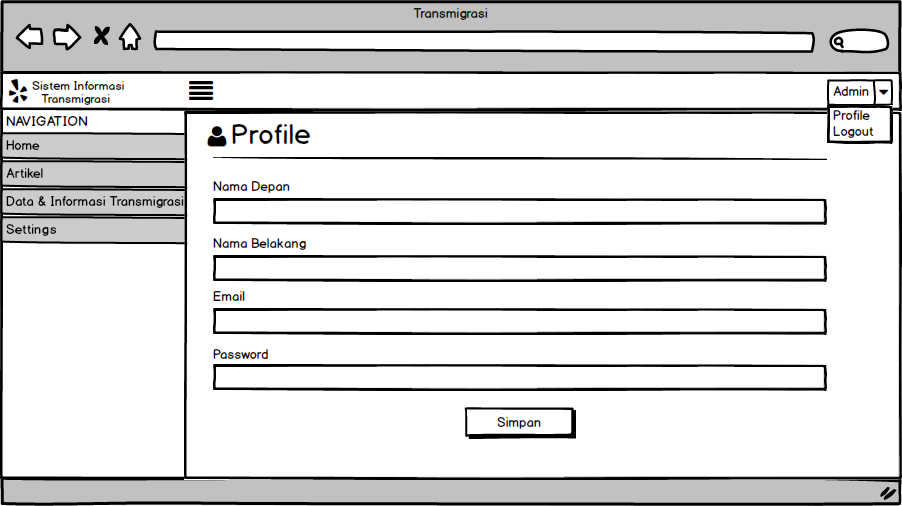 Transmigrasi
Sistem Informasi
Transmigrasi
Admin
Profile
Logout
NAVIGATION
Home
Artikel
Data & Informasi Transmigrasi
Settings
Profile
Nama Depan
Nama Belakang
Email
Password
Simpan